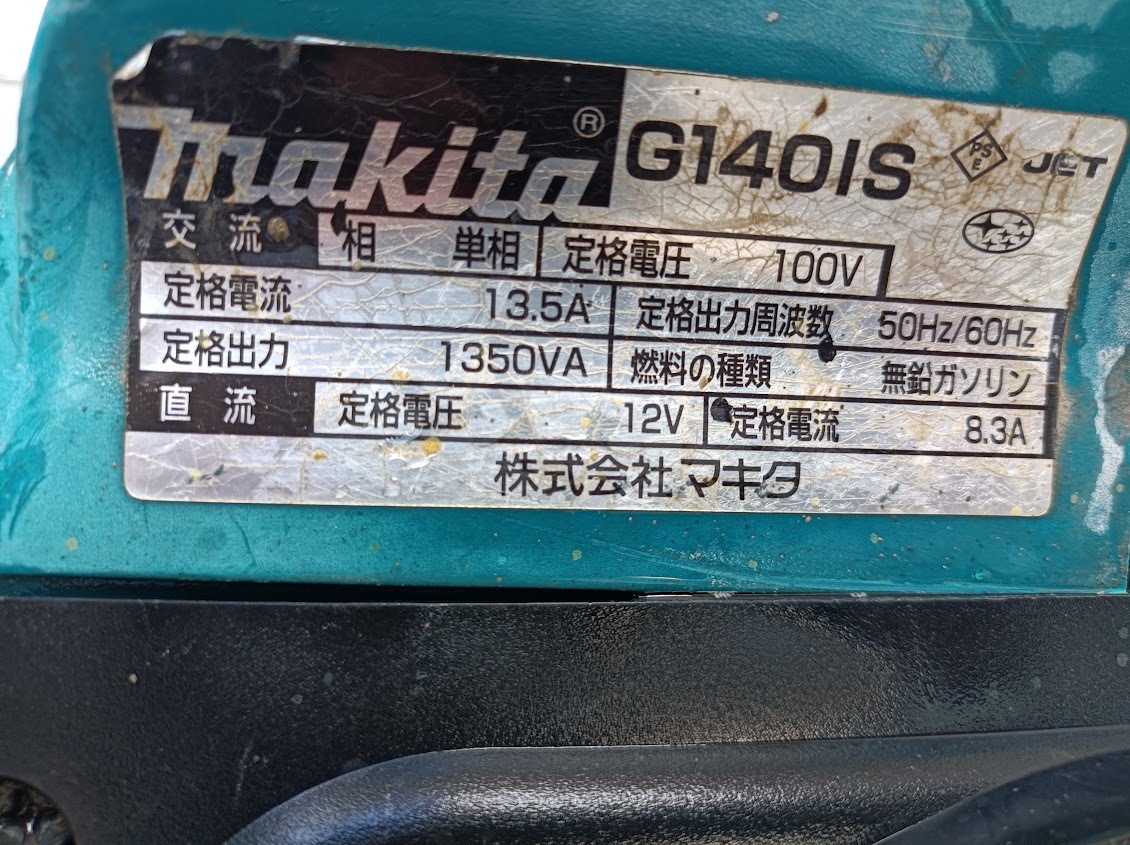 makita® G140IS PSE JET
交流 相 単相 定格電圧 100V
定格電流 13.5A 定格出力周波数 50Hz/60Hz
定格出力 1350VA 燃料の種類 無鉛ガソリン
直流 定格電圧 12V 定格電流 8.3A
株式会社マキタ